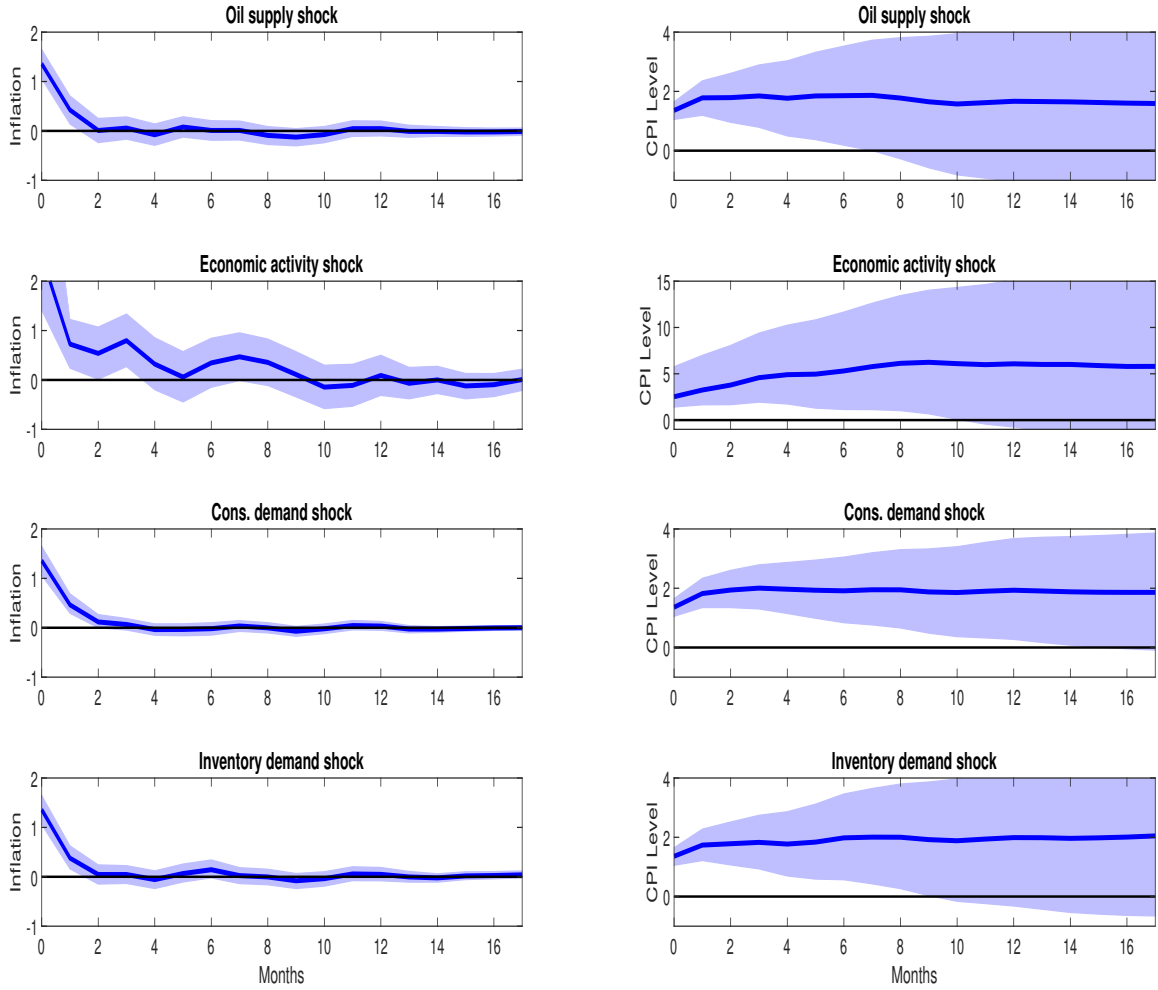 Oil supply shock
Inflation
2
1
0
-1
0 2 4 6 8 10 12 14 16
Oil supply shock
CPI Level
4
2
0
0 2 4 6 8 10 12 14 16
Economic activity shock
Inflation
2
1
0
-1
0 2 4 6 8 10 12 14 16
Economic activity shock
CPI Level
15
10
5
0
0 2 4 6 8 10 12 14 16
Cons. demand shock
Inflation
2
1
0
-1
0 2 4 6 8 10 12 14 16
Cons. demand shock
CPI Level
4
2
0
0 2 4 6 8 10 12 14 16
Inventory demand shock
Inflation
2
1
0
-1
0 2 4 6 8 10 12 14 16
Months
Inventory demand shock
CPI Level
4
2
0
0 2 4 6 8 10 12 14 16
Months